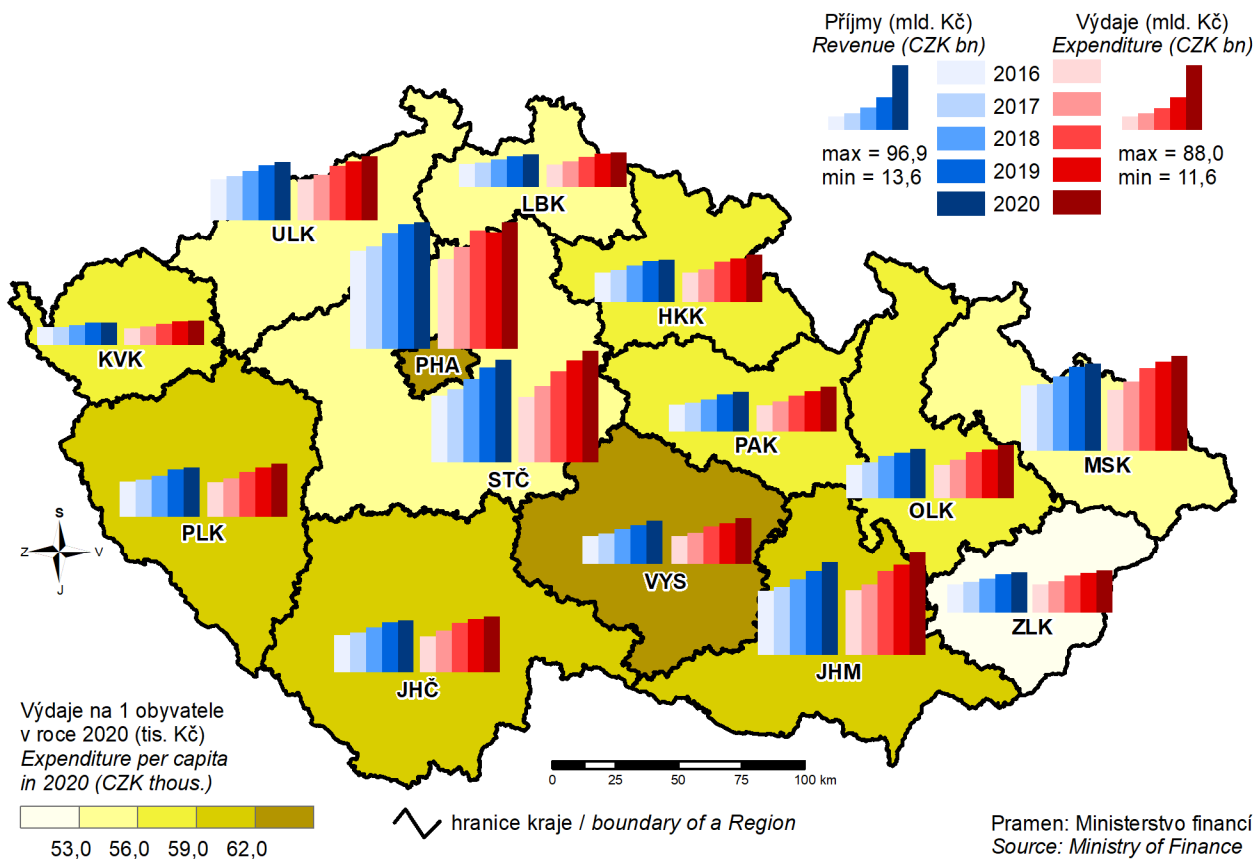 Příjmy (mld. Kč)
Revenue (CZK bn)
Výdaje (mld. Kč)
Expenditure (CZK bn)
2016
2017
2018
2019
2020
max = 96,9
min = 13,6
max = 88,0
min = 11,6
ULK
LBK
HKK
KVK
PHA
PAK
STČ
MSK
OLK
PLK
VYS
ZLK
JHM
JHČ
S
Z V
J
Výdaje na 1 obyvatele
v roce 2020 (tis. Kč)
Expenditure per capita
in 2020 (CZK thous.)
53,0 56,0 59,0 62,0
0 25 50 75 100 km
hranice kraje / boundary of a Region
Pramen: Ministerstvo financí
Source: Ministry of Finance